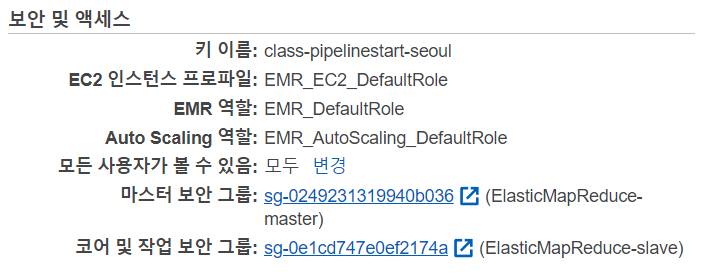 보안 및 액세스
키 이름: class-pipelinestart-seoul
EC2 인스턴스 프로파일: EMR_EC2_DefaultRole
EMR 역할: EMR_DefaultRole
Auto Scaling 역할: EMR_AutoScaling_DefaultRole
모든 사용자가 볼 수 있음: 모두 변경
마스터 보안 그룹: sg-0249231319940b036 (ElasticMapReduce-
master)
코어 및 작업 보안 그룹: sg-0e1cd747e0ef2174a (ElasticMapReduce-slave)